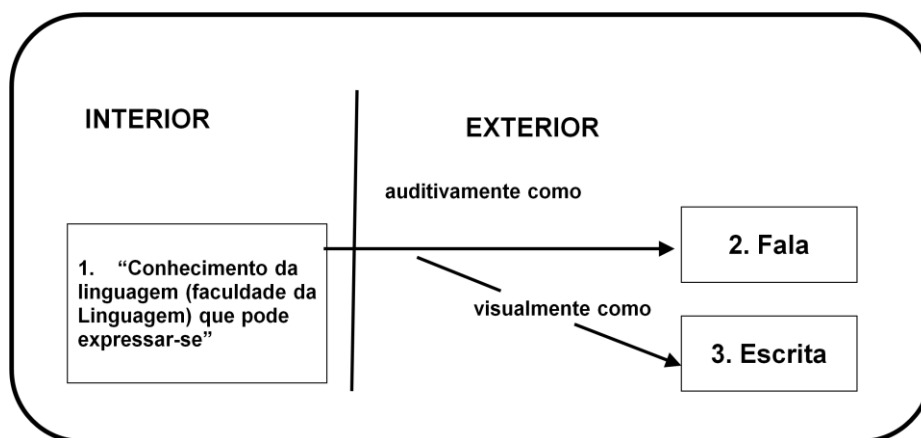 INTERIOR
EXTERIOR
auditivamente como
1. “Conhecimento da
linguagem (faculdade da
Linguagem) que pode
expressar-se”
2. Fala
visualmente como
3. Escrita